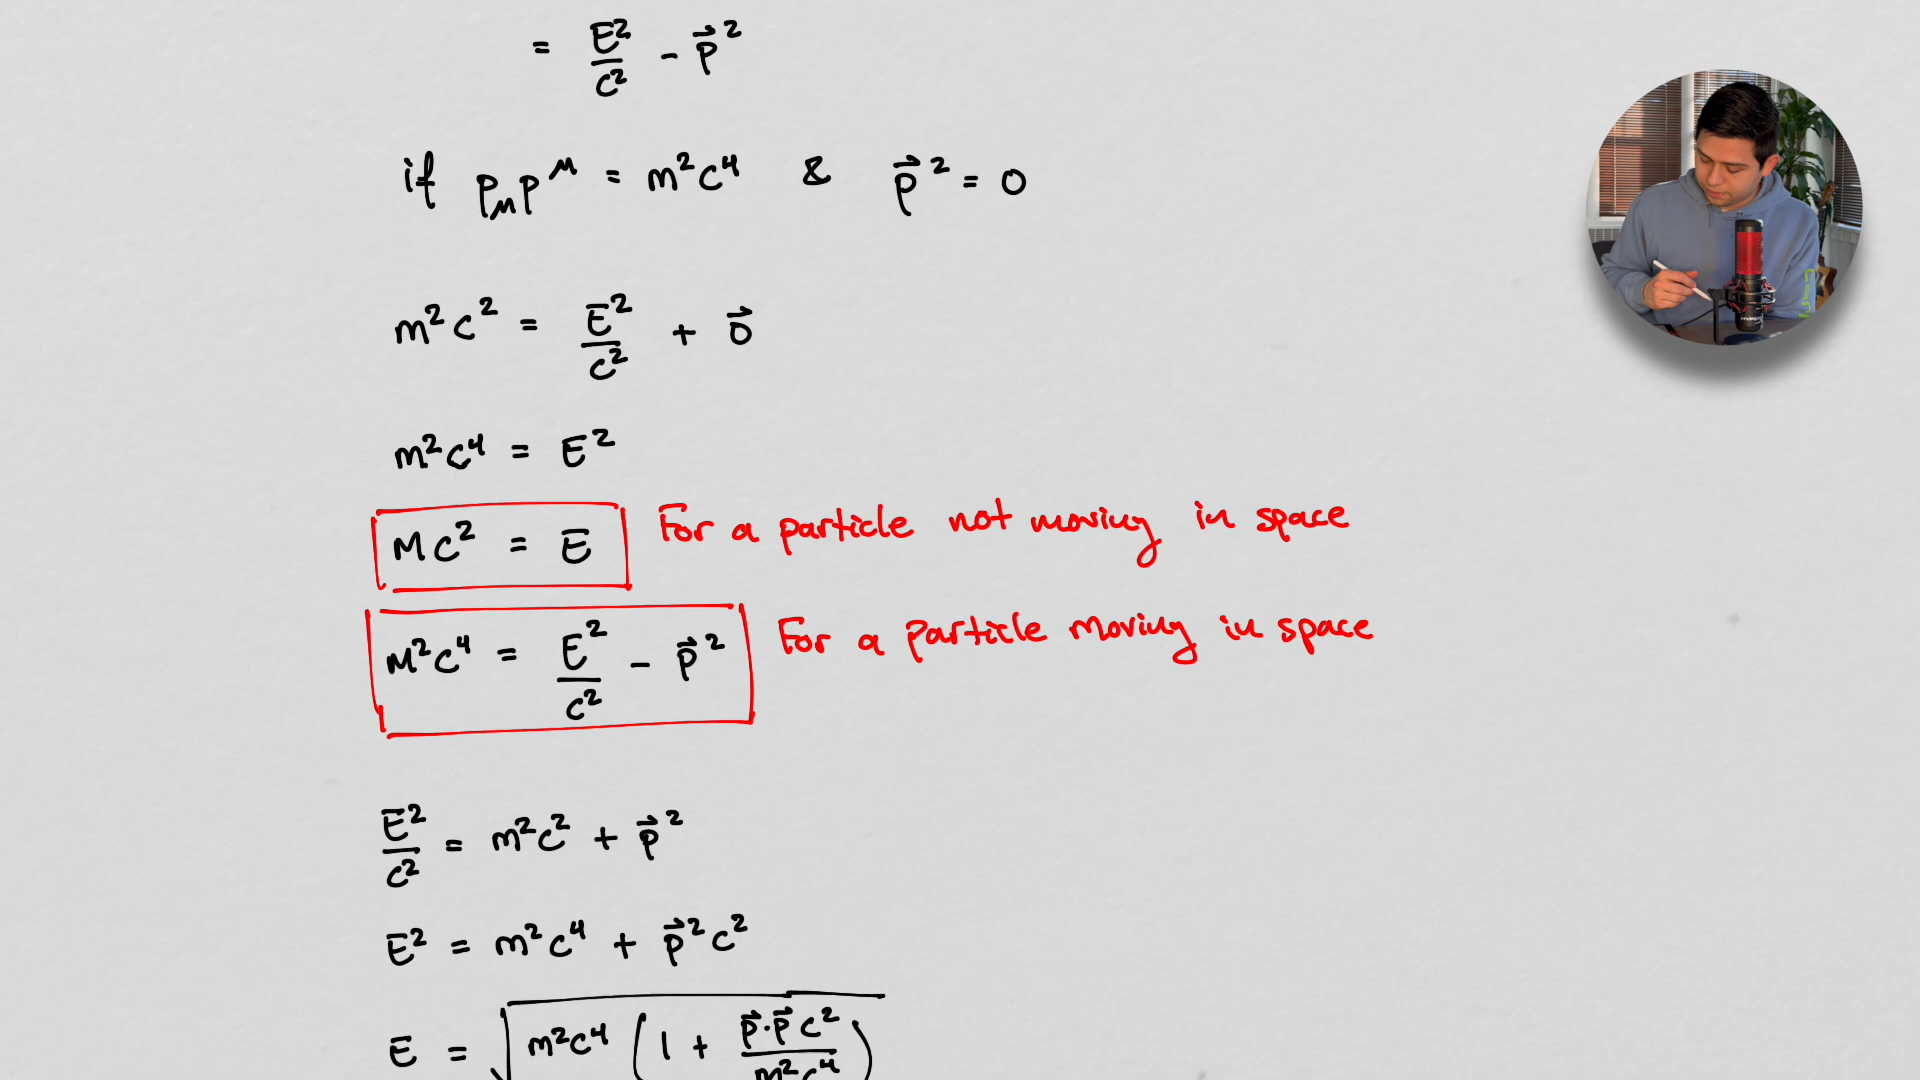 = E²/c² - p⃗²
if pμp^μ = m²c⁴ & p⃗² = 0
m²c² = E²/c² + 0⃗
m²c⁴ = E²
Mc² = E For a particle not moving in space
M²c⁴ = E²/c² - p⃗² For a particle moving in space
E²/c² = m²c² + p⃗²
E² = m²c⁴ + p⃗²c²
E = √(m²c⁴ (1 + p⃗·p⃗c²/m²c⁴))